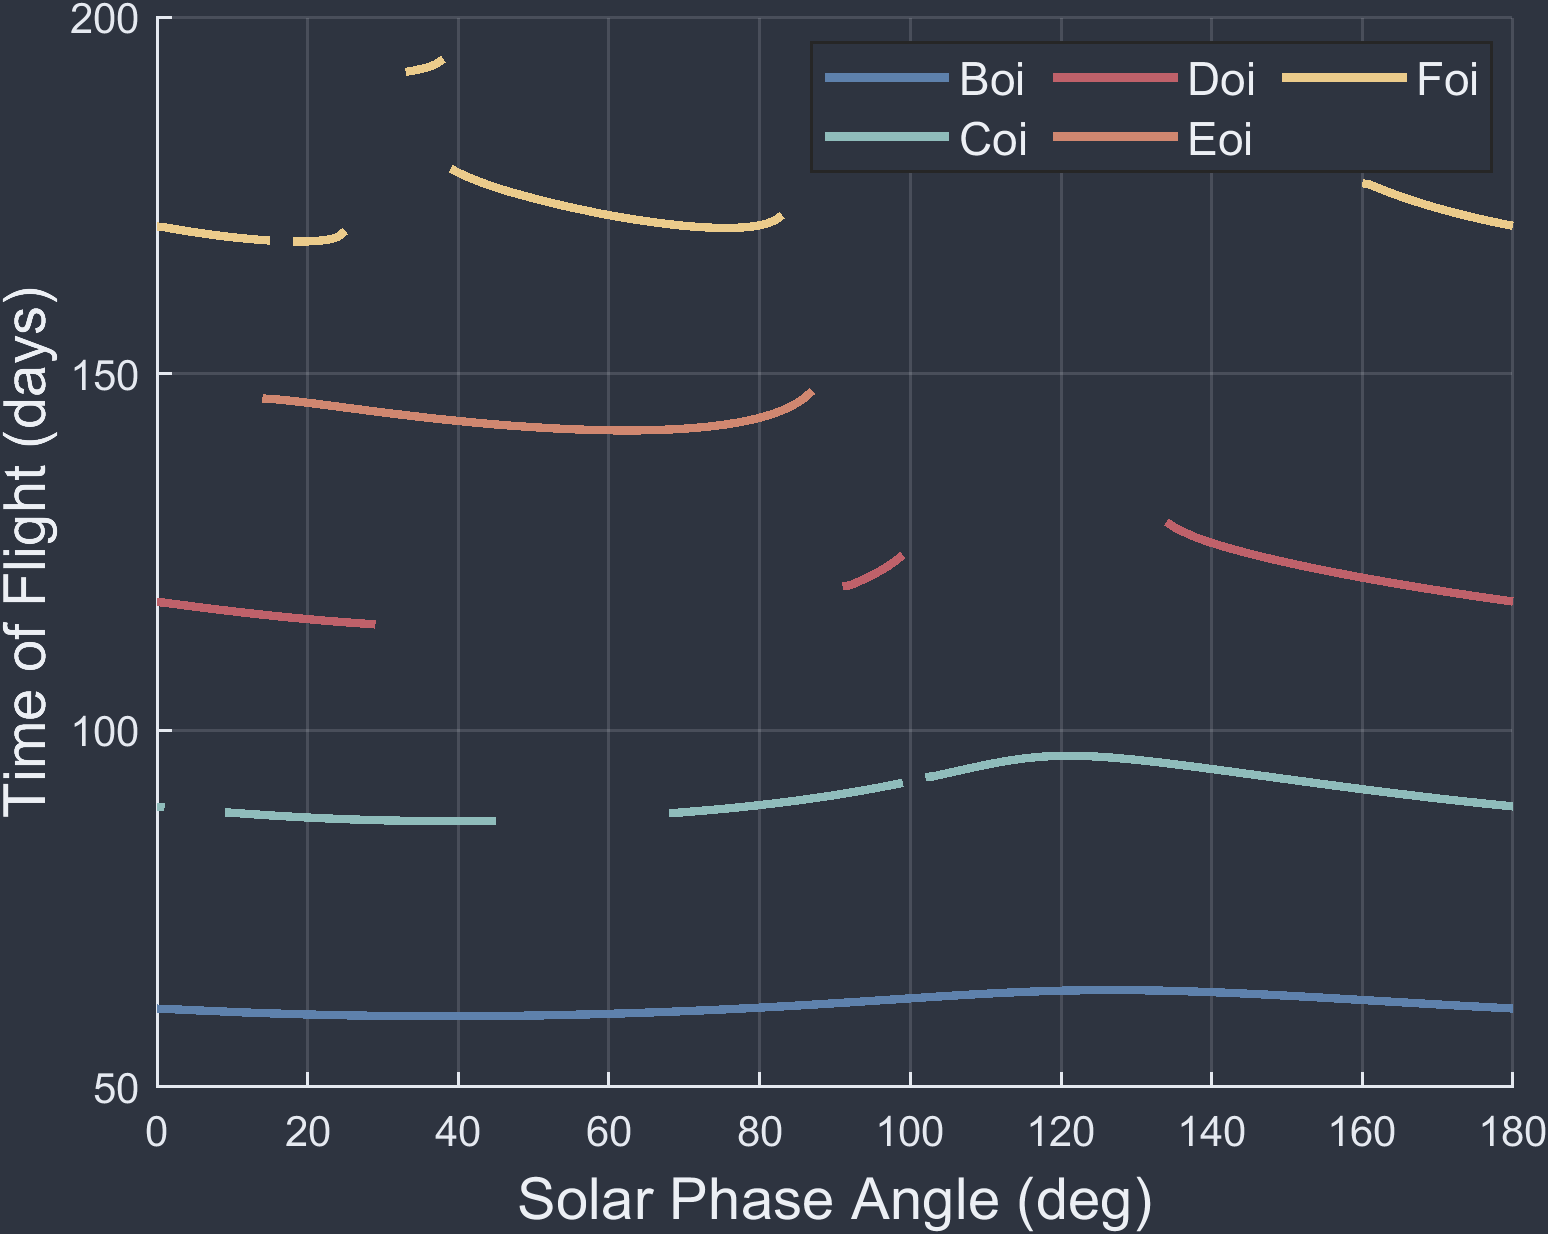 200
150
100
50
Time of Flight (days)
Boi Doi Foi
Coi Eoi
0 20 40 60 80 100 120 140 160 180
Solar Phase Angle (deg)